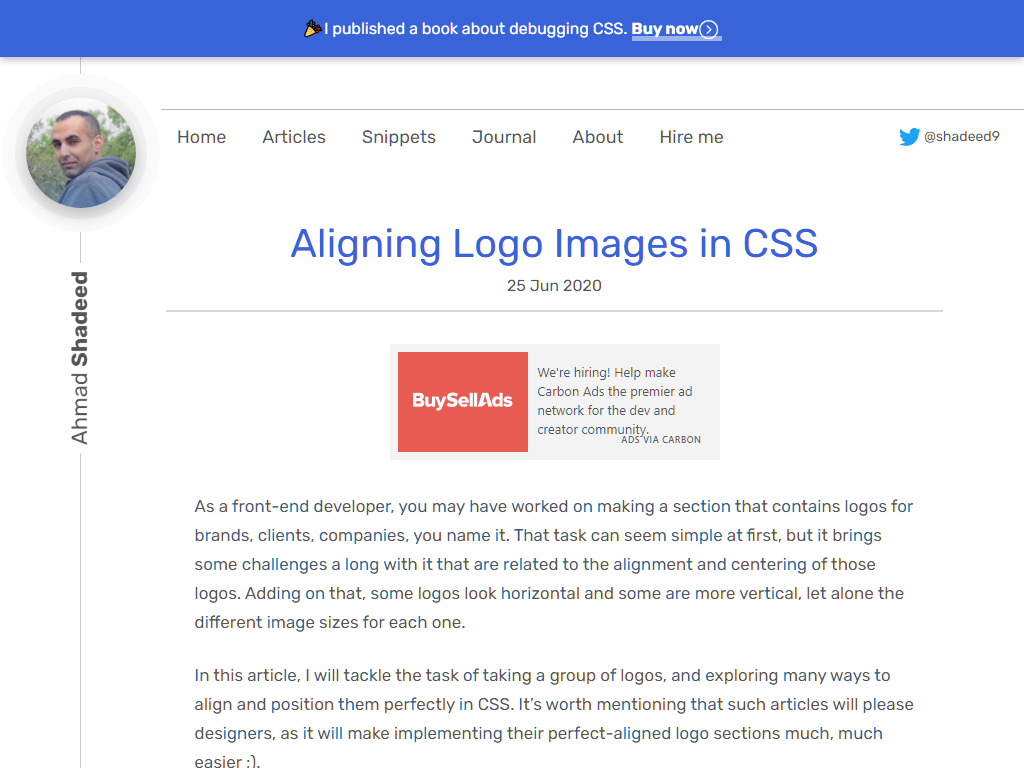 I published a book about debugging CSS. Buy now
Home Articles Snippets Journal About Hire me @shadeed9
Ahmad Shadeed
Aligning Logo Images in CSS
25 Jun 2020
BuySellAds
We're hiring! Help make
Carbon Ads the premier ad
network for the dev and
creator community.
ADS VIA CARBON
As a front-end developer, you may have worked on making a section that contains logos for
brands, clients, companies, you name it. That task can seem simple at first, but it brings
some challenges a long with it that are related to the alignment and centering of those
logos. Adding on that, some logos look horizontal and some are more vertical, let alone the
different image sizes for each one.
In this article, I will tackle the task of taking a group of logos, and exploring many ways to
align and position them perfectly in CSS. It’s worth mentioning that such articles will please
designers, as it will make implementing their perfect-aligned logo sections much, much
easier :).